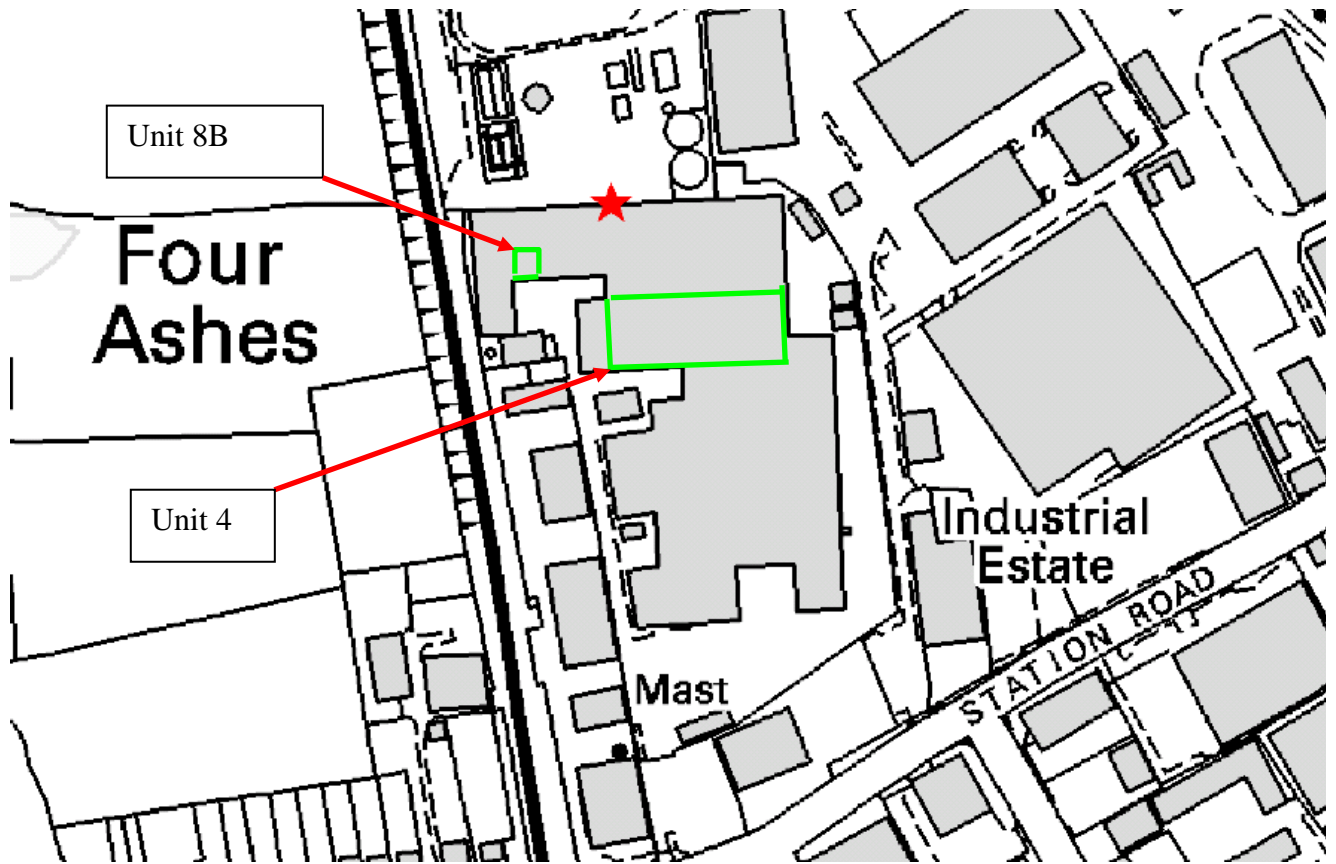 Unit 8B
Four
Ashes
Unit 4
Industrial
Estate
STATION ROAD
Mast